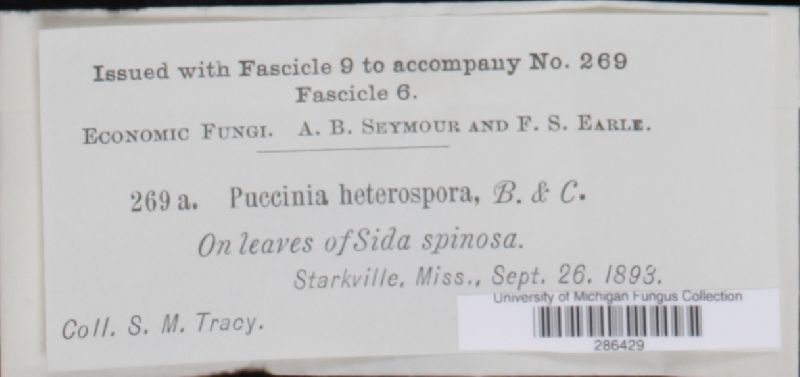 Issued with Fascicle 9 to accompany No. 269
Fascicle 6.
Economic Fungi. A. B. Seymour and F. S. Earle.
269 a. Puccinia heterospora, B. & C.
On leaves of Sida spinosa.
Starkville, Miss., Sept. 26. 1893.
Coll. S. M. Tracy.
University of Michigan Fungus Collection
286429